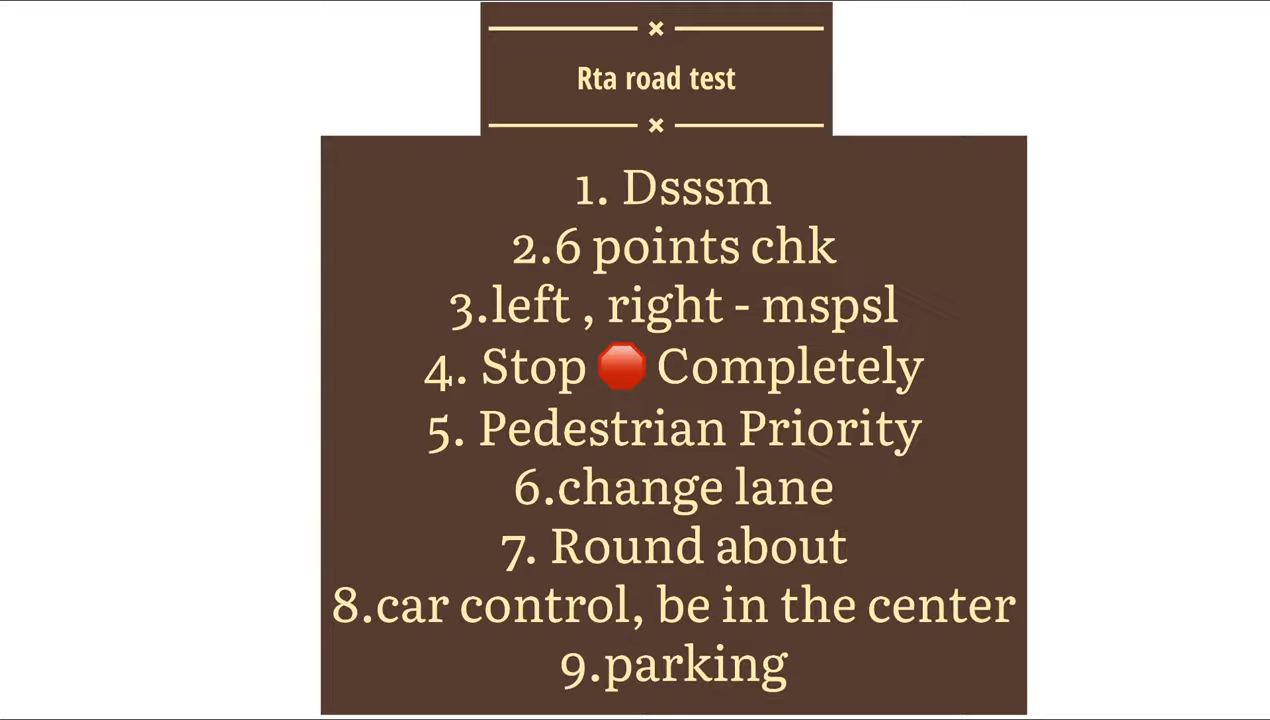 Rta road test
1. Dsssm
2.6 points chk
3.left , right - mspsl
4. Stop 🛑 Completely
5. Pedestrian Priority
6.change lane
7. Round about
8.car control, be in the center
9.parking